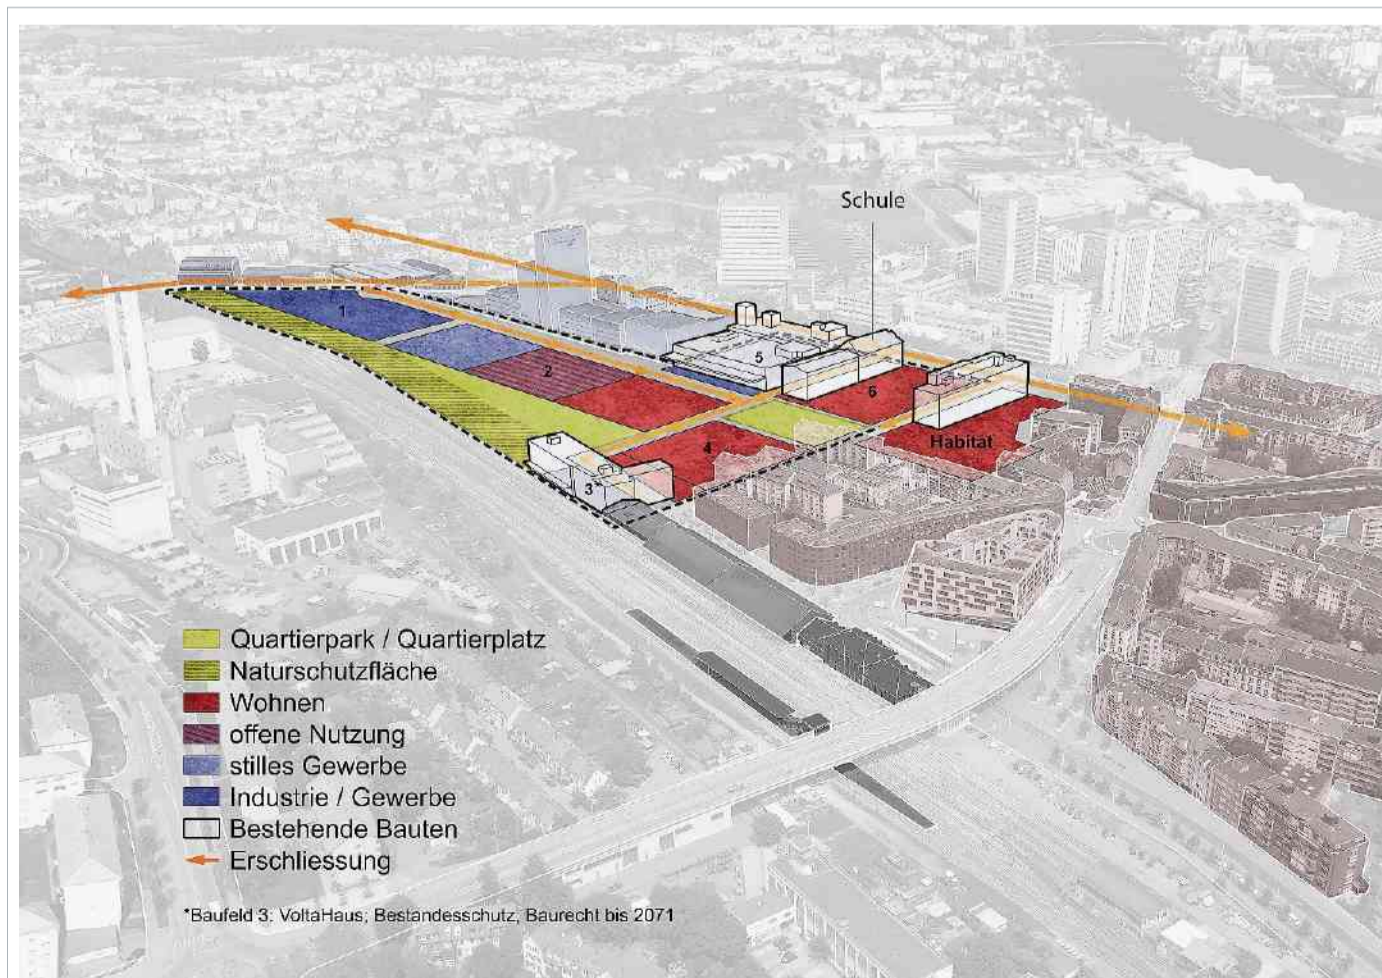 Schule
1
2
5
6
4
Habitat
3*
Quartierpark / Quartierplatz
Naturschutzfläche
Wohnen
offene Nutzung
stilles Gewerbe
Industrie / Gewerbe
Bestehende Bauten
Erschliessung
*Baufeld 3: VoltaHaus; Bestandesschutz, Baurecht bis 2071